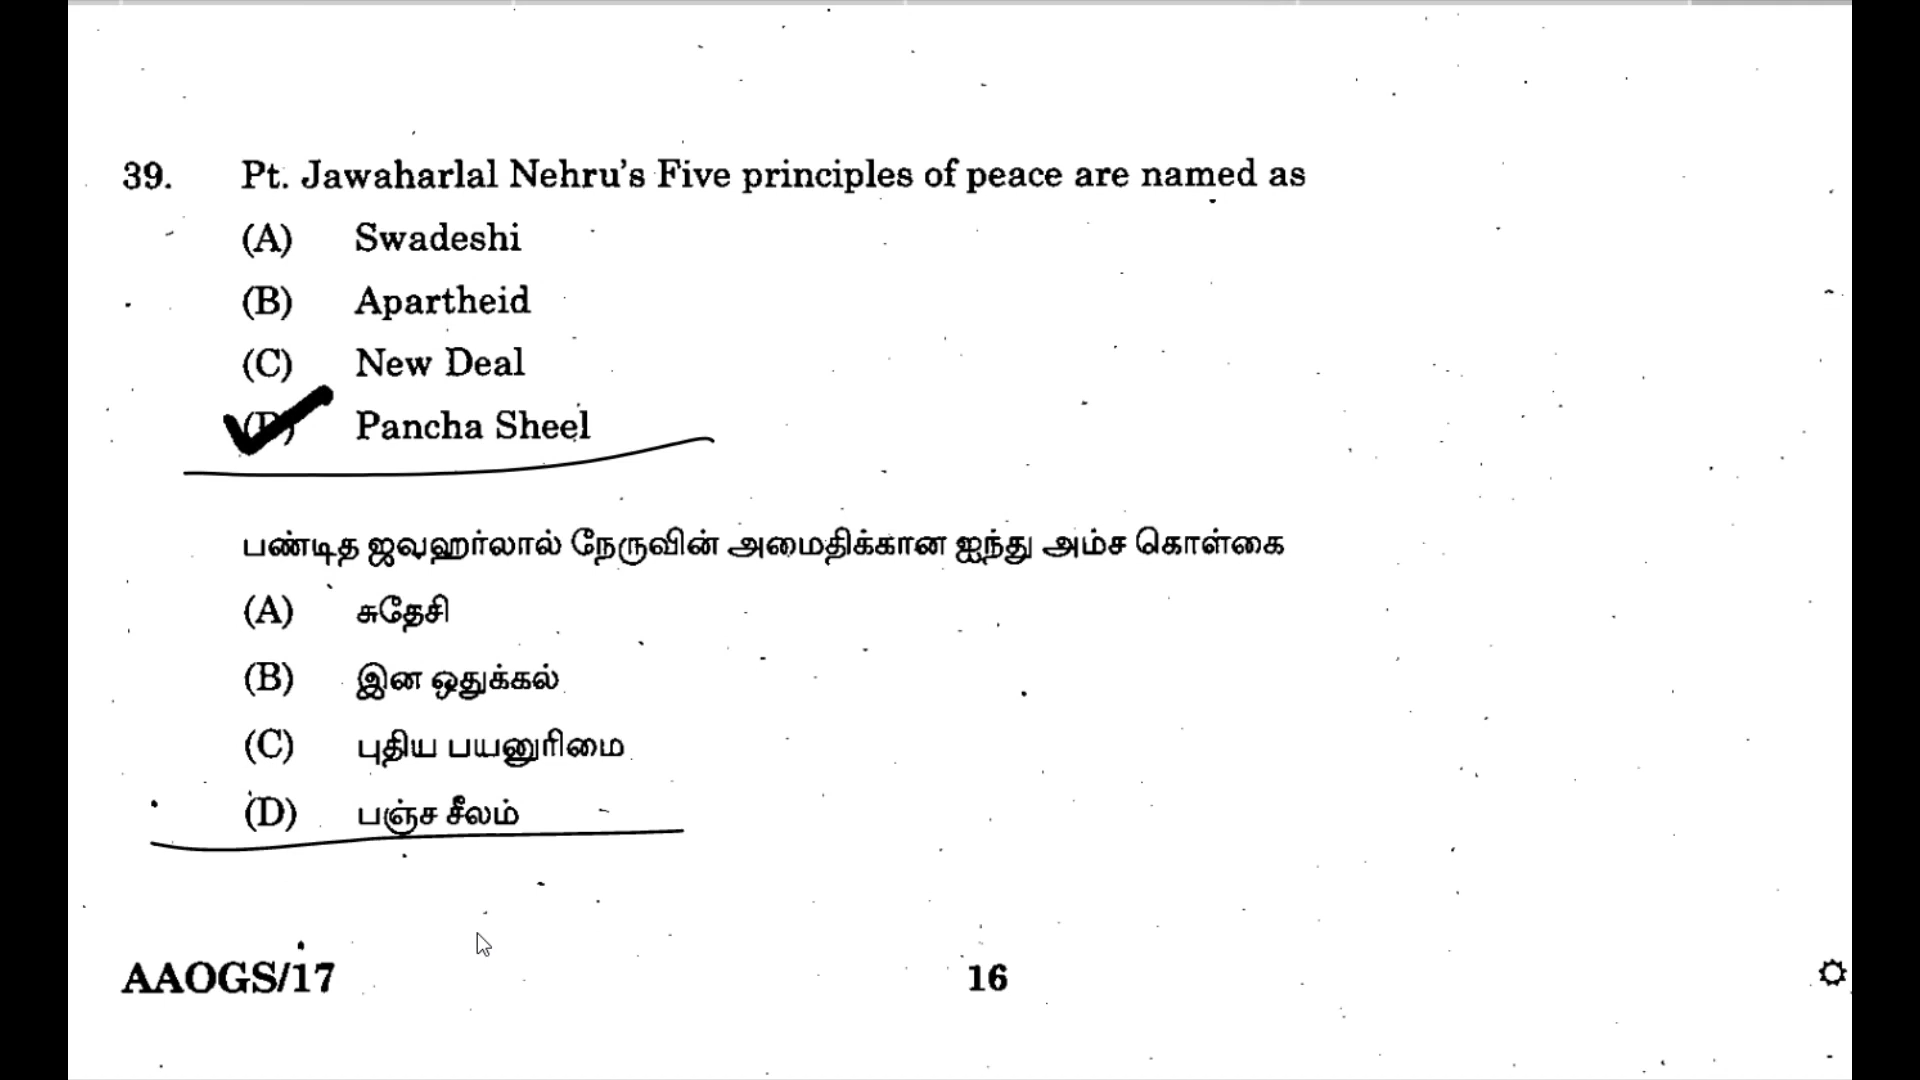 39. Pt. Jawaharlal Nehru's Five principles of peace are named as
(A) Swadeshi
(B) Apartheid
(C) New Deal
(D) Pancha Sheel
பண்டித ஜவஹர்லால் நேருவின் அமைதிக்கான ஐந்து அம்ச கொள்கை
(A) சுதேசி
(B) இன ஒதுக்கல்
(C) புதிய பயனுரிமை
(D) பஞ்ச சீலம்
AAOGS/17 16